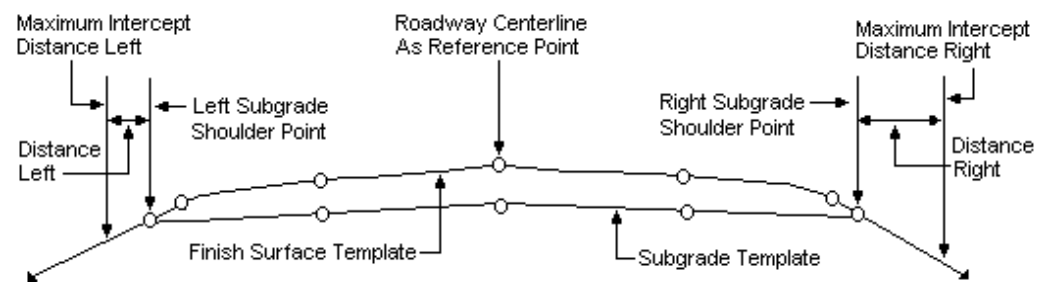 Maximum Intercept
Distance Left
Roadway Centerline
As Reference Point
Maximum Intercept
Distance Right
Left Subgrade
Shoulder Point
Right Subgrade
Shoulder Point
Distance
Left
Distance
Right
Finish Surface Template
Subgrade Template